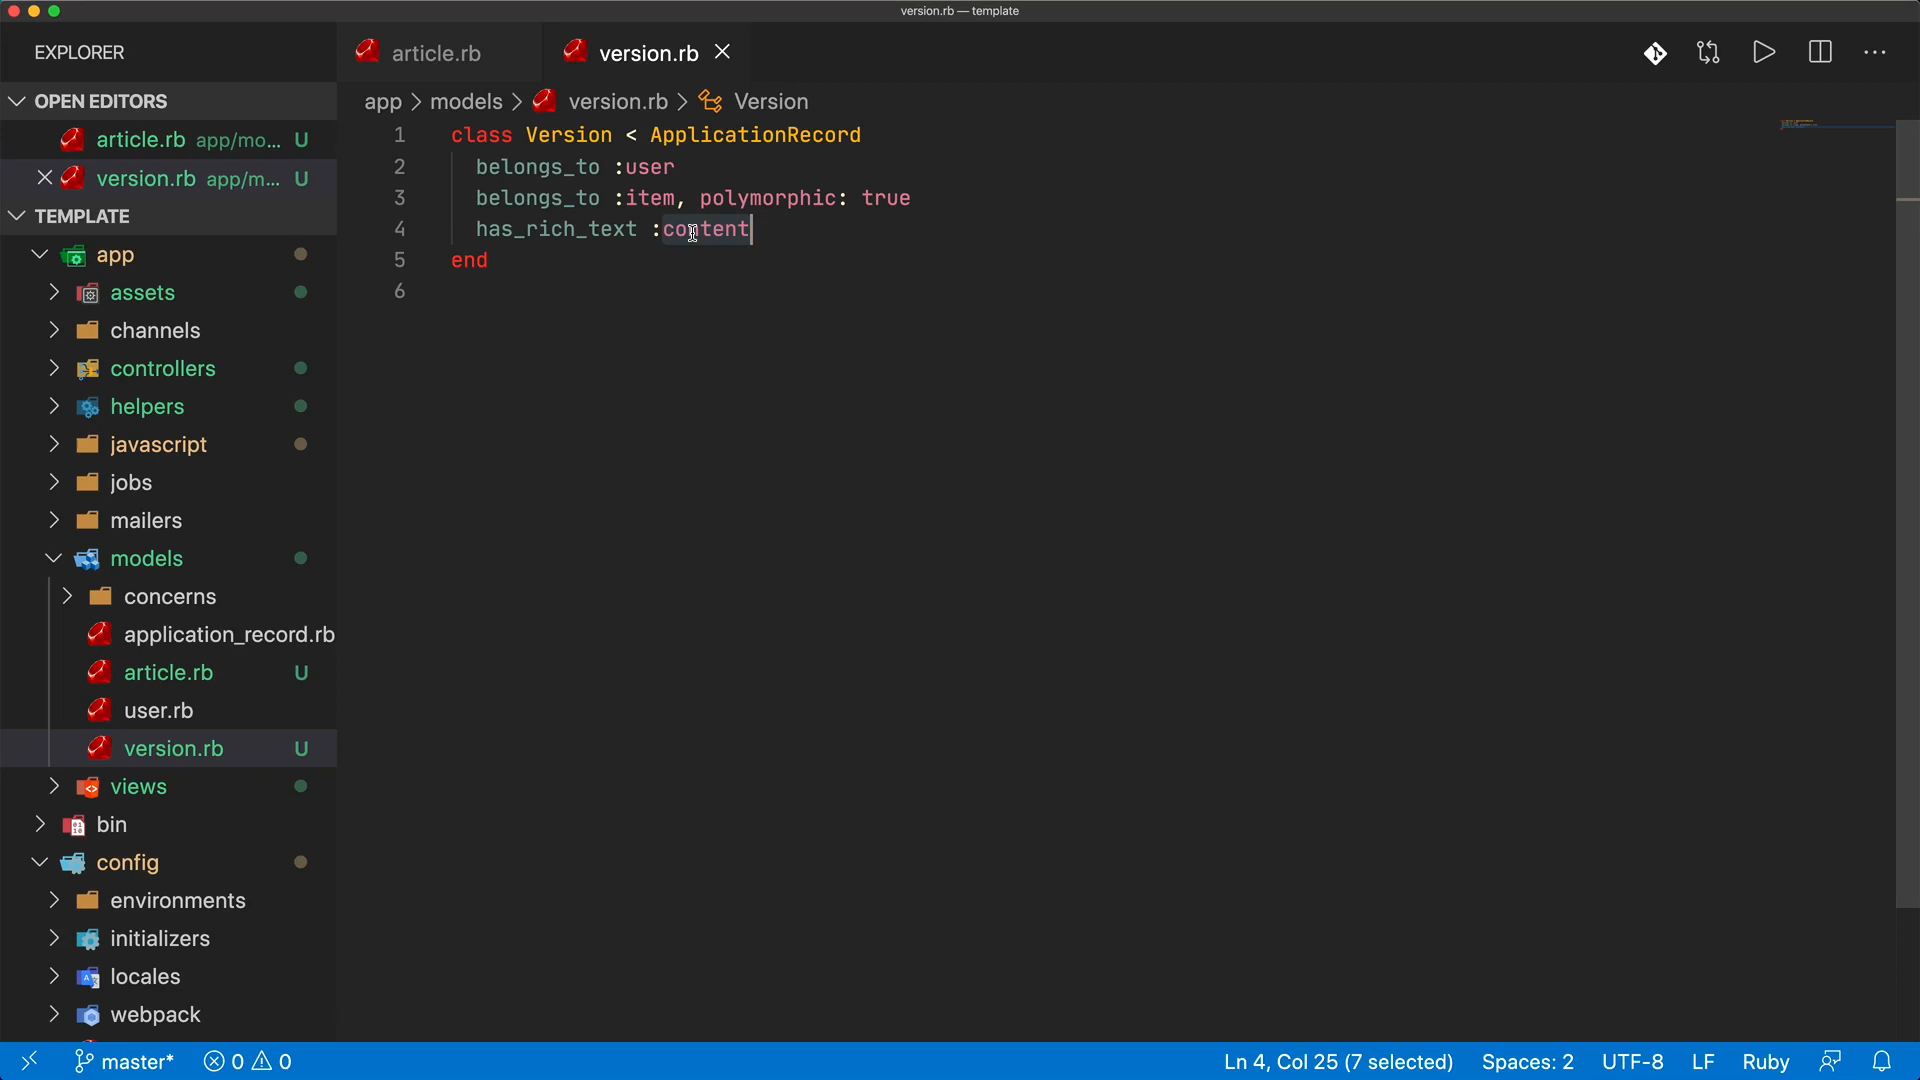 version.rb — template
EXPLORER
article.rb
version.rb
OPEN EDITORS
article.rb app/mo... U
version.rb app/m... U
TEMPLATE
app
assets
channels
controllers
helpers
javascript
jobs
mailers
models
concerns
application_record.rb
article.rb U
user.rb
version.rb U
views
bin
config
environments
initializers
locales
webpack
app > models > version.rb > Version
1 class Version < ApplicationRecord
2 belongs_to :user
3 belongs_to :item, polymorphic: true
4 has_rich_text :content
5 end
6
master* 0 0
Ln 4, Col 25 (7 selected) Spaces: 2 UTF-8 LF Ruby